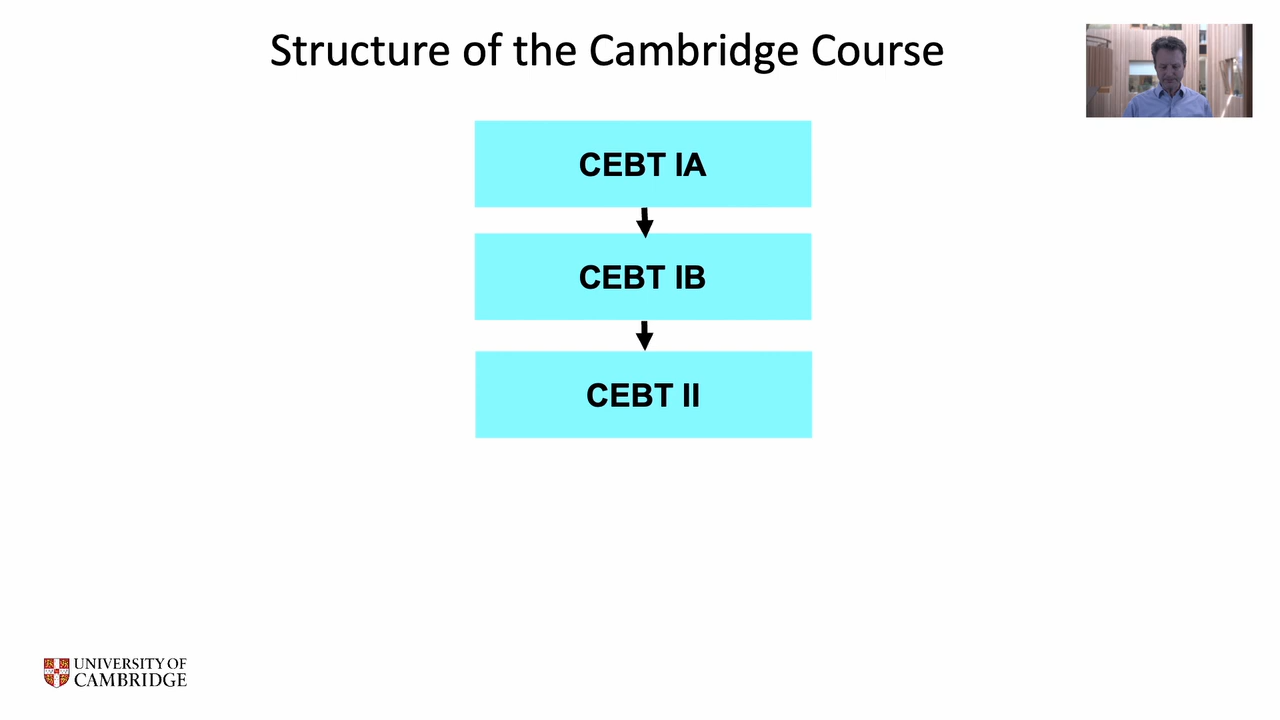 Structure of the Cambridge Course
CEBT IA
CEBT IB
CEBT II
UNIVERSITY OF
CAMBRIDGE